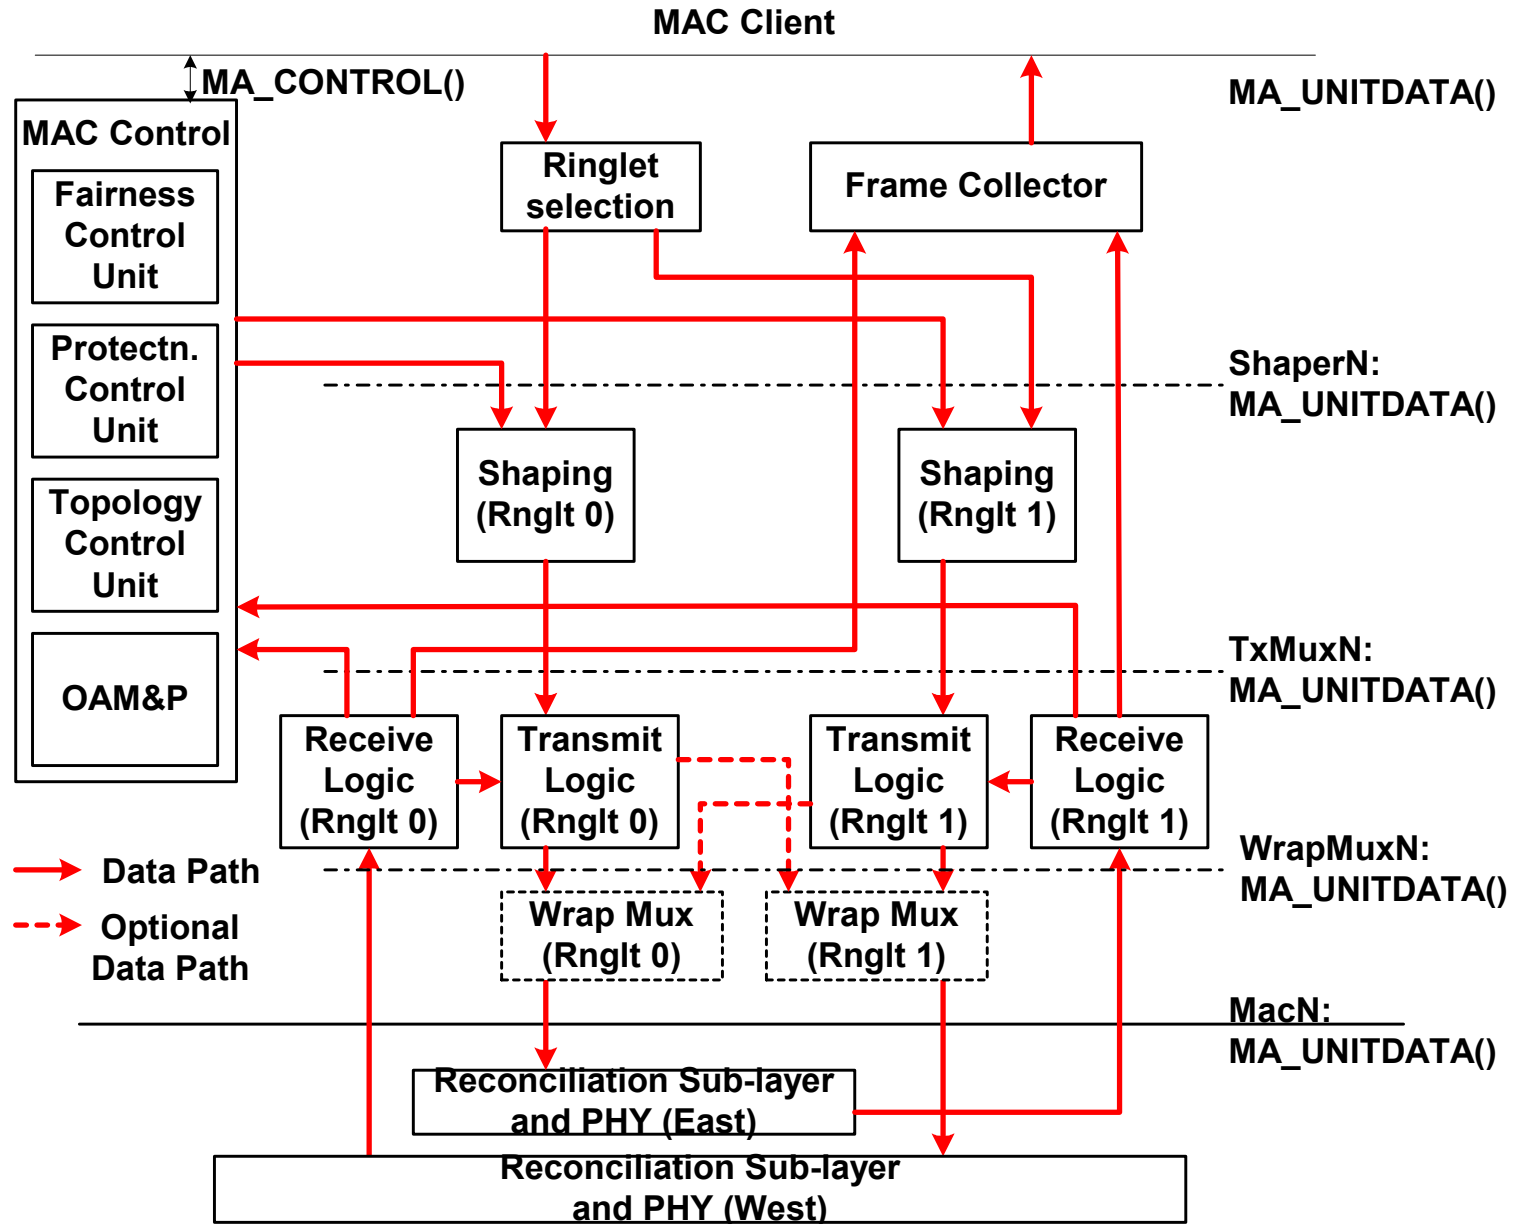 MAC Client
MA_CONTROL()
MA_UNITDATA()
MAC Control
Fairness
Control
Unit
Protectn.
Control
Unit
Topology
Control
Unit
OAM&P
Ringlet
selection
Frame Collector
ShaperN:
MA_UNITDATA()
Shaping
(Rnglt 0)
Shaping
(Rnglt 1)
TxMuxN:
MA_UNITDATA()
Receive
Logic
(Rnglt 0)
Transmit
Logic
(Rnglt 0)
Transmit
Logic
(Rnglt 1)
Receive
Logic
(Rnglt 1)
WrapMuxN:
MA_UNITDATA()
Data Path
Optional
Data Path
Wrap Mux
(Rnglt 0)
Wrap Mux
(Rnglt 1)
MacN:
MA_UNITDATA()
Reconciliation Sub-layer
and PHY (East)
Reconciliation Sub-layer
and PHY (West)